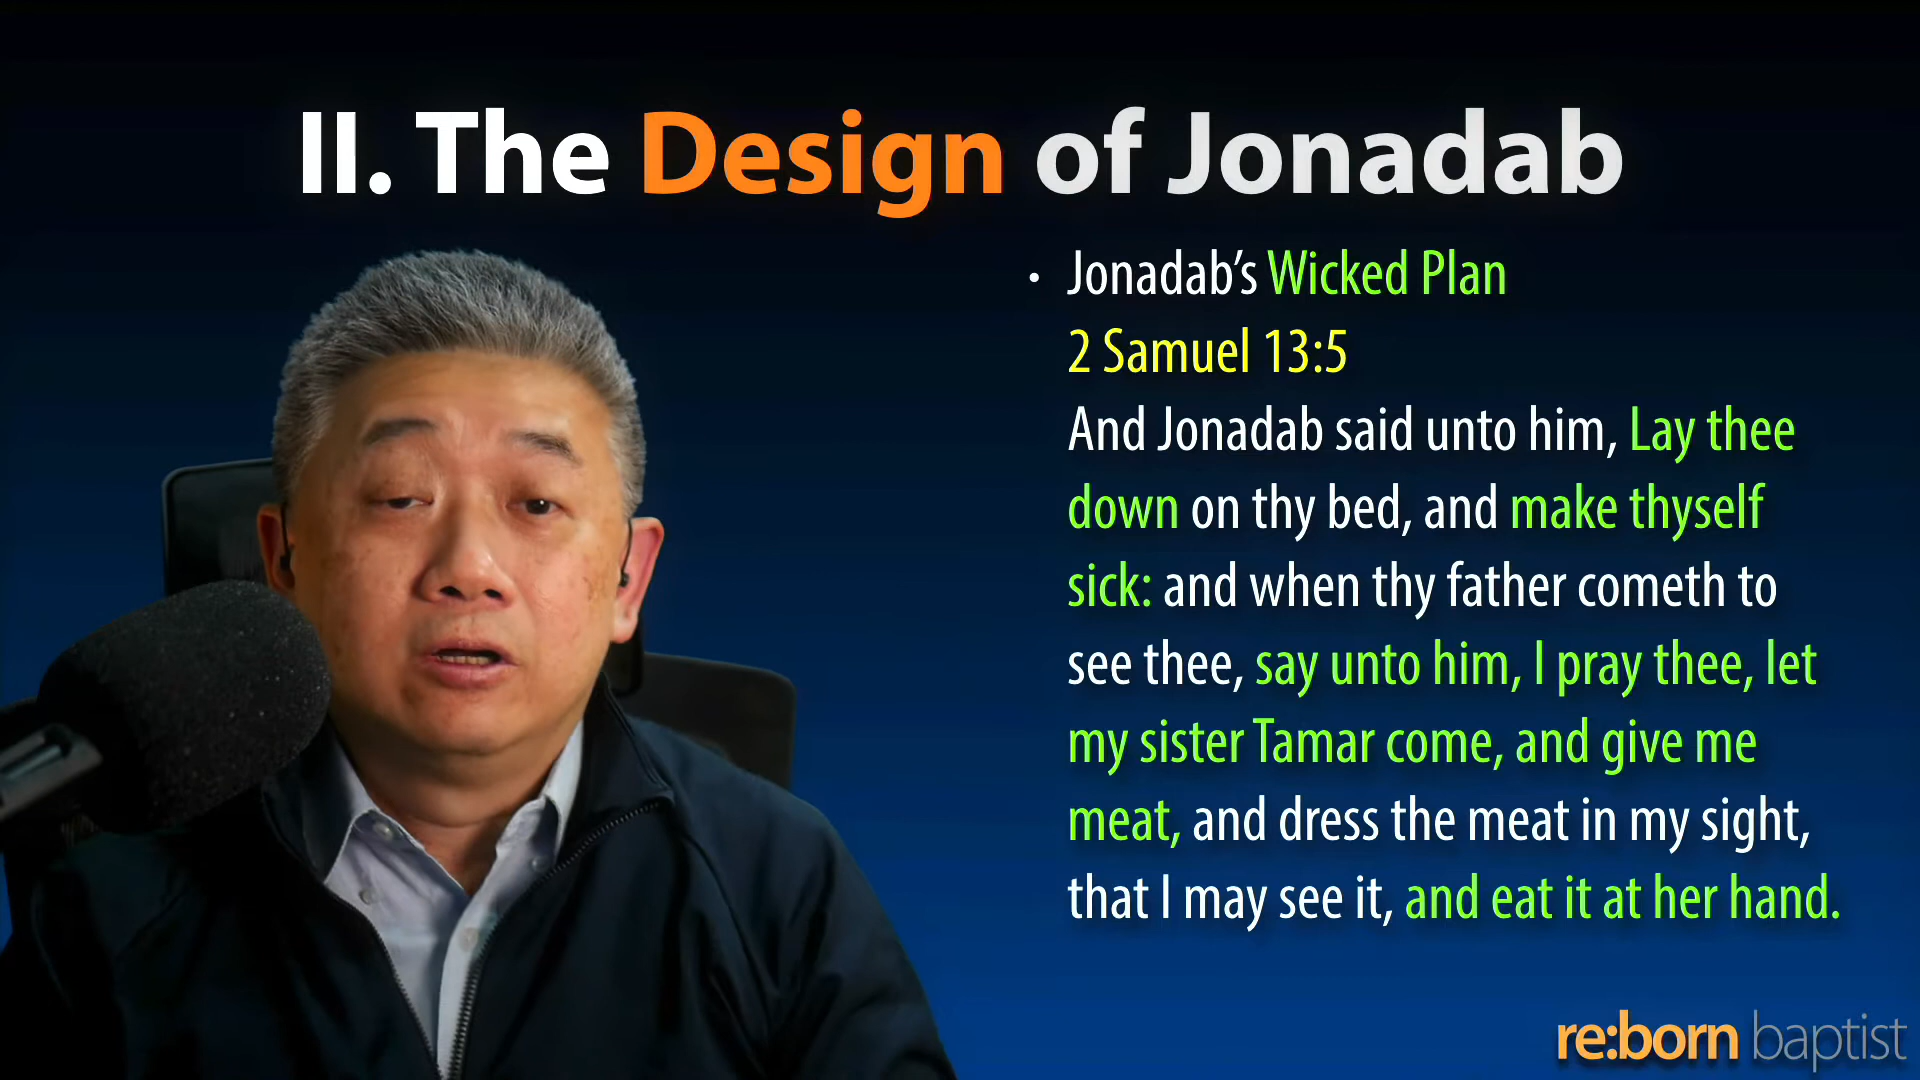 II. The Design of Jonadab
• Jonadab’s Wicked Plan
2 Samuel 13:5
And Jonadab said unto him, Lay thee
down on thy bed, and make thyself
sick: and when thy father cometh to
see thee, say unto him, I pray thee, let
my sister Tamar come, and give me
meat, and dress the meat in my sight,
that I may see it, and eat it at her hand.
re:born baptist